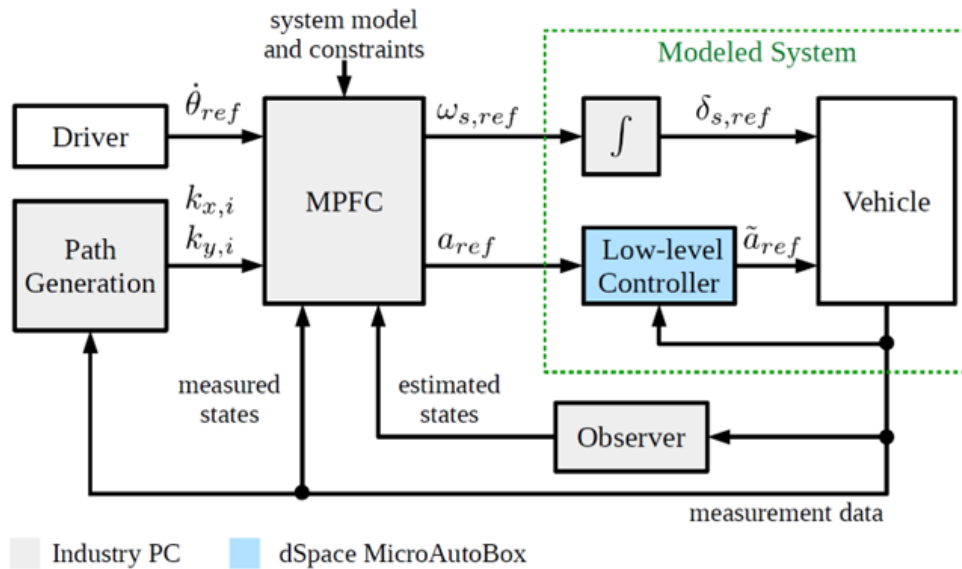 system model
and constraints
Modeled System
Driver
θ̇_ref
MPFC
ω_s,ref
∫
δ_s,ref
Vehicle
Path
Generation
k_x,i
k_y,i
a_ref
Low-level
Controller
ã_ref
measured
states
estimated
states
Observer
measurement data
Industry PC
dSpace MicroAutoBox